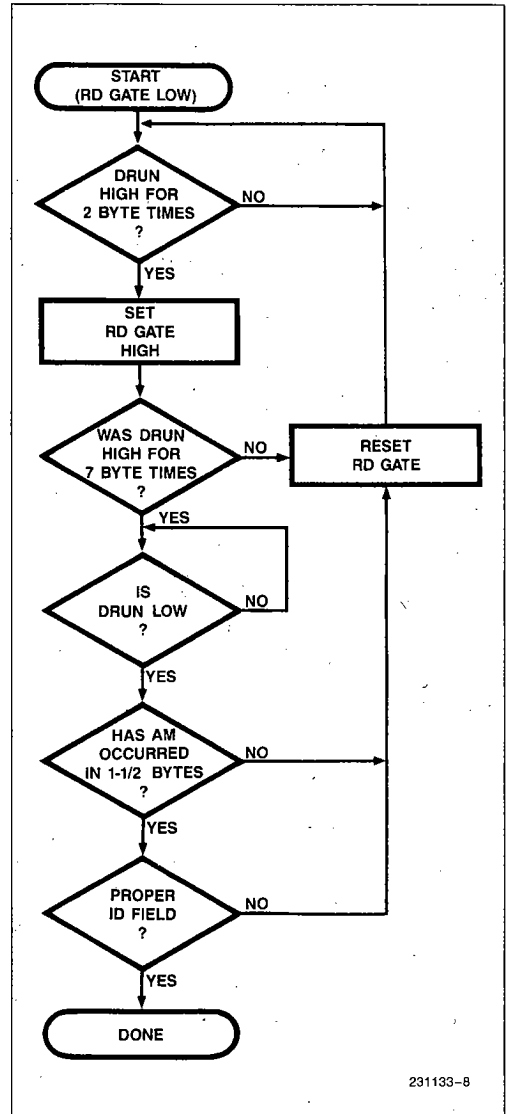 START
(RD GATE LOW)
DRUN
HIGH FOR
2 BYTE TIMES
?
NO
YES
SET
RD GATE
HIGH
WAS DRUN
HIGH FOR
7 BYTE TIMES
?
NO
RESET
RD GATE
YES
IS
DRUN LOW
?
NO
YES
HAS AM
OCCURRED
IN 1-1/2 BYTES
?
NO
YES
PROPER
ID FIELD
?
NO
YES
DONE
231133-8